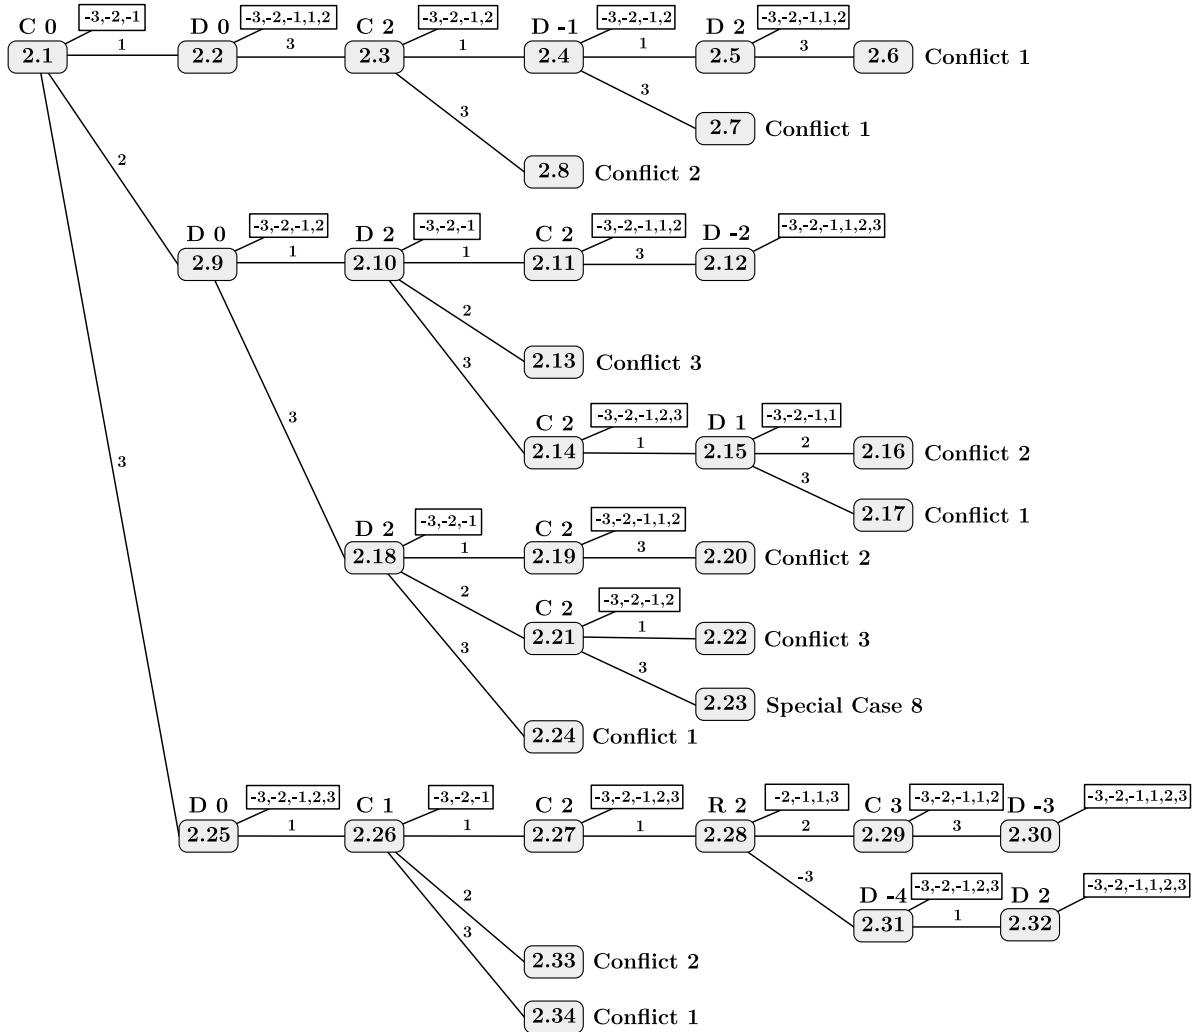 C 0 -3,-2,-1 D 0 -3,-2,-1,1,2 C 2 -3,-2,-1,2 D -1 -3,-2,-1,2 D 2 -3,-2,-1,1,2
2.1 1 2.2 3 2.3 1 2.4 1 2.5 3 2.6 Conflict 1
3
2.7 Conflict 1
3
2.8 Conflict 2
2
D 0 -3,-2,-1,2 D 2 -3,-2,-1 C 2 -3,-2,-1,1,2 D -2 -3,-2,-1,1,2,3
2.9 1 2.10 1 2.11 3 2.12
2
2.13 Conflict 3
3
C 2 -3,-2,-1,2,3 D 1 -3,-2,-1,1
2.14 1 2.15 2 2.16 Conflict 2
3
2.17 Conflict 1
3
D 2 -3,-2,-1 C 2 -3,-2,-1,1,2
2.18 1 2.19 3 2.20 Conflict 2
2
C 2 -3,-2,-1,2
2.21 1 2.22 Conflict 3
3
2.23 Special Case 8
3
2.24 Conflict 1
3
D 0 -3,-2,-1,2,3 C 1 -3,-2,-1 C 2 -3,-2,-1,2,3 R 2 -2,-1,1,3 C 3 -3,-2,-1,1,2 D -3 -3,-2,-1,1,2,3
2.25 1 2.26 1 2.27 1 2.28 2 2.29 3 2.30
-3
D -4 -3,-2,-1,2,3 D 2 -3,-2,-1,1,2,3
2.31 1 2.32
2
2.33 Conflict 2
3
2.34 Conflict 1